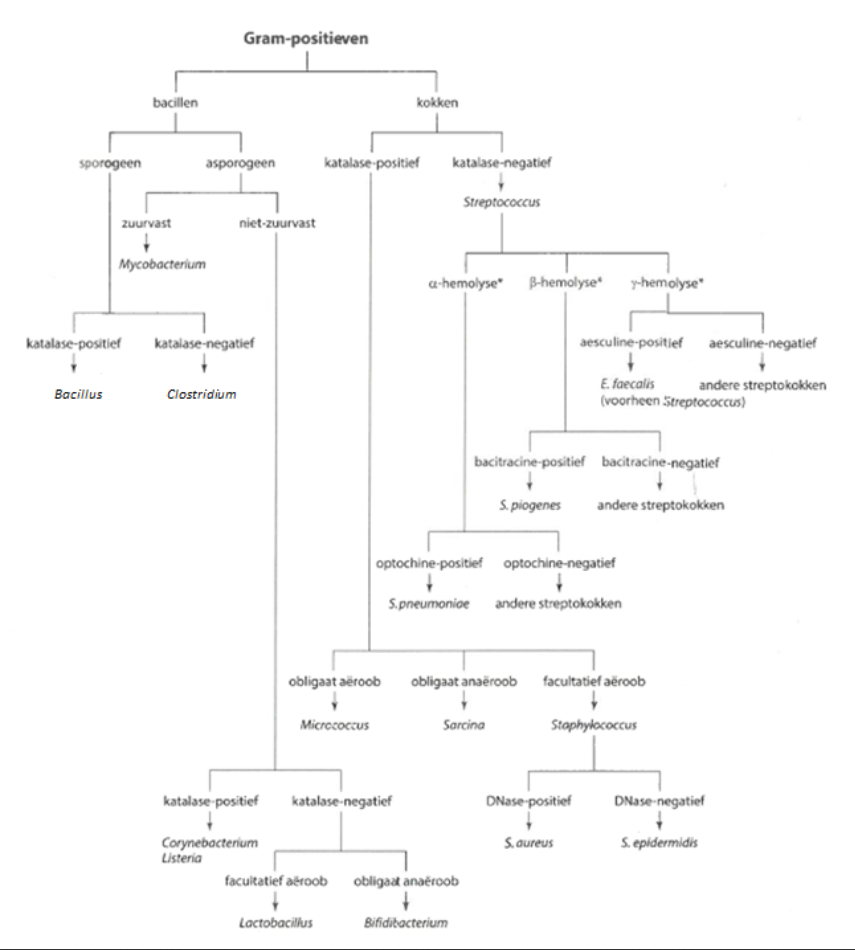 Gram-positieven
bacillen
kokken
sporogeen
asporogeen
katalase-positief
katalase-negatief
Streptococcus
zuurvast
niet-zuurvast
Mycobacterium
α-hemolyse*
β-hemolyse*
γ-hemolyse*
katalase-positief
katalase-negatief
aesculine-positief
aesculine-negatief
Bacillus
Clostridium
E. faecalis
(voorheen Streptococcus)
andere streptokokken
bacitracine-positief
bacitracine-negatief
S. piogenes
andere streptokokken
optochine-positief
optochine-negatief
S. pneumoniae
andere streptokokken
obligaat aëroob
obligaat anaëroob
facultatief aëroob
Micrococcus
Sarcina
Staphylococcus
katalase-positief
katalase-negatief
DNase-positief
DNase-negatief
Corynebacterium
Listeria
S. aureus
S. epidermidis
facultatief aëroob
obligaat anaëroob
Lactobacillus
Bifidibacterium